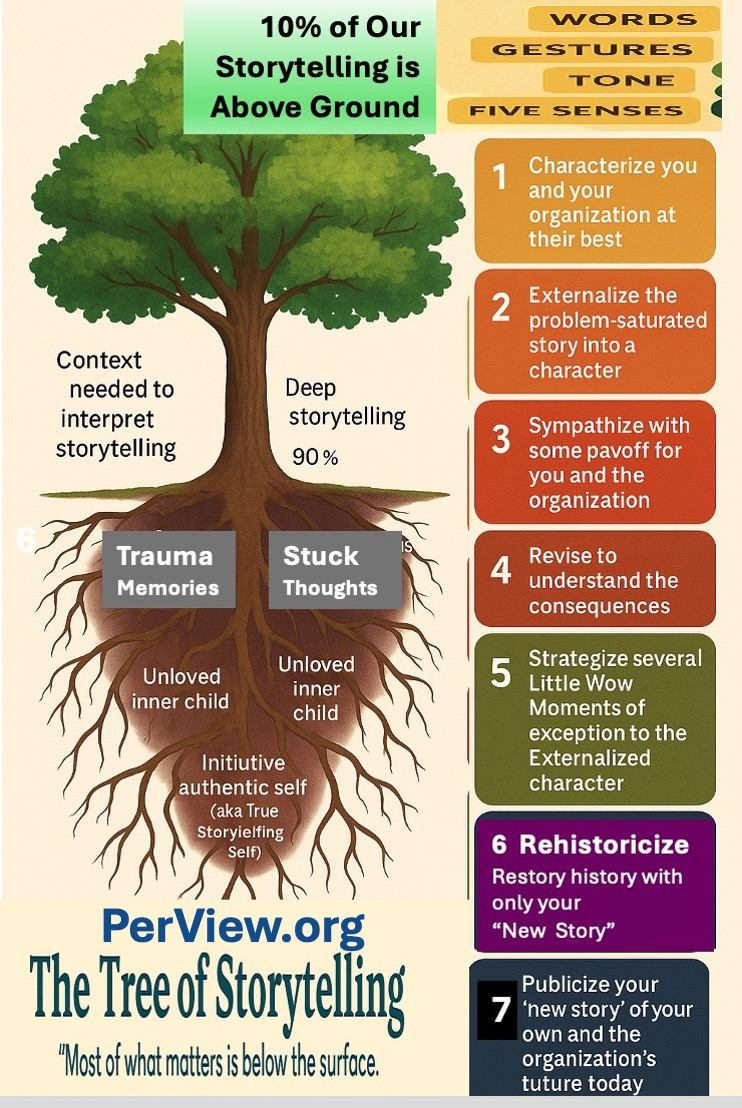 10% of Our
Storytelling is
Above Ground
WORDS
GESTURES
TONE
FIVE SENSES
1 Characterize you
and your
organization at
their best
2 Externalize the
problem-saturated
story into a
character
3 Sympathize with
some pavoff for
you and the
organization
4 Revise to
understand the
consequences
5 Strategize several
Little Wow
Moments of
exception to the
Externalized
character
6 Rehistoricize
Restory history with
only your
“New Story”
7 Publicize your
‘new story’ of your
own and the
organization’s
tuture today
Context
needed to
interpret
storytelling
Deep
storytelling
90%
6
Trauma
Memories
Stuck
Thoughts
is
Unloved
inner child
Unloved
inner
child
Initiutive
authentic self
(aka True
Storyielfing
Self)
PerView.org
The Tree of Storytelling
“Most of what matters is below the surface.